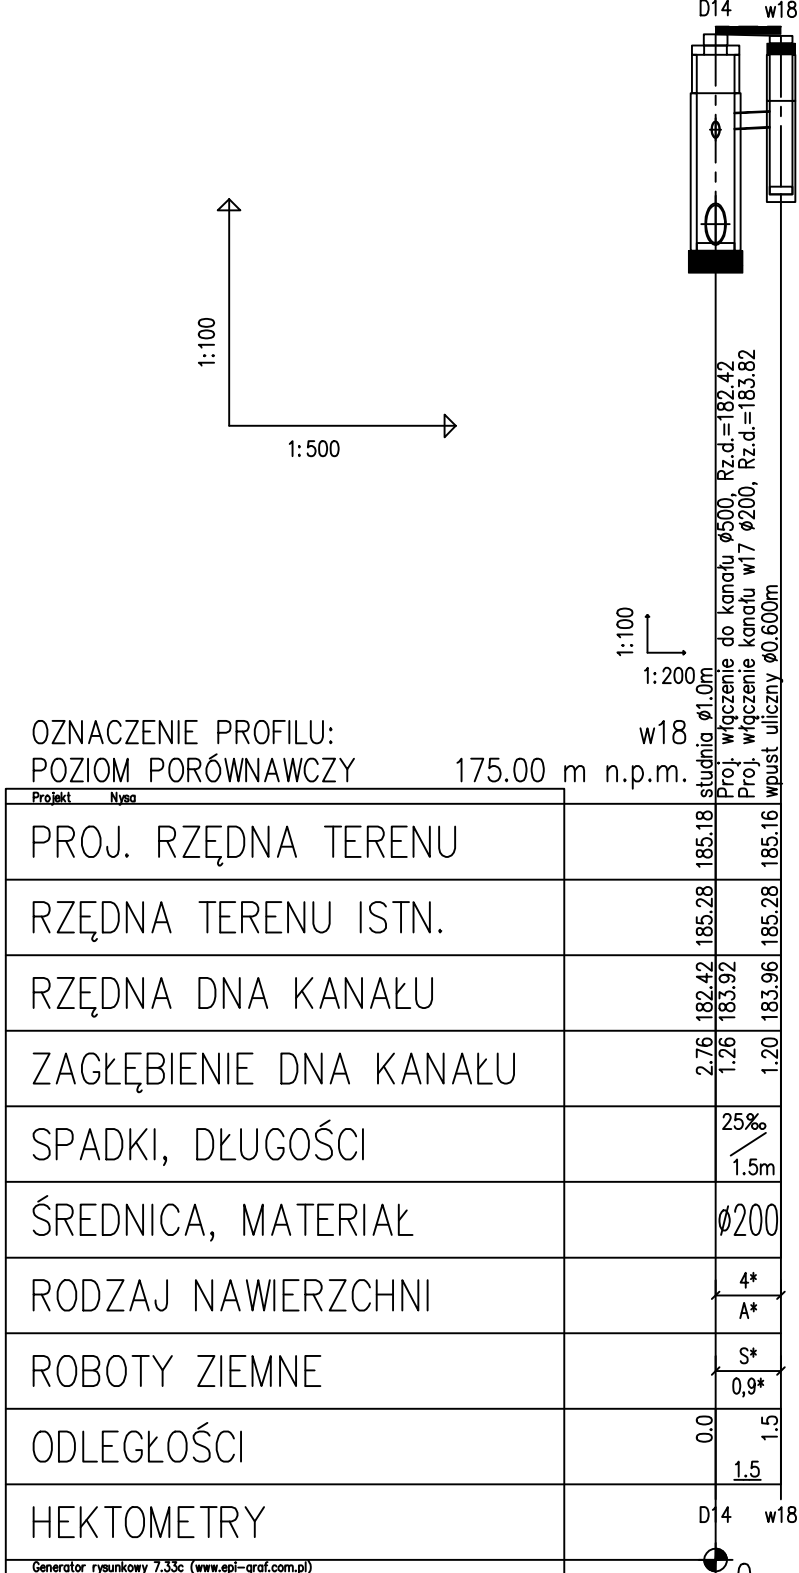 D14 w18
1:100
1:500
1:100
1:200
studnia ø1.0m
Proj. włączenie do kanału ø500, Rz.d.=182.42
Proj. włączenie kanału w17 ø200, Rz.d.=183.82
wpust uliczny ø0.600m
OZNACZENIE PROFILU: w18
POZIOM PORÓWNAWCZY 175.00 m n.p.m.
Projekt Nysa
PROJ. RZĘDNA TERENU 185.18 185.16
RZĘDNA TERENU ISTN. 185.28 185.28
RZĘDNA DNA KANAŁU 182.42 183.92 183.96
ZAGŁĘBIENIE DNA KANAŁU 2.76 1.26 1.20
SPADKI, DŁUGOŚCI 25‰ 1.5m
ŚREDNICA, MATERIAŁ ø200
RODZAJ NAWIERZCHNI 4* A*
ROBOTY ZIEMNE S* 0,9*
ODLEGŁOŚCI 0.0 1.5 1.5
HEKTOMETRY D14 w18
Generator rysunkowy 7.33c (www.epi-graf.com.pl)